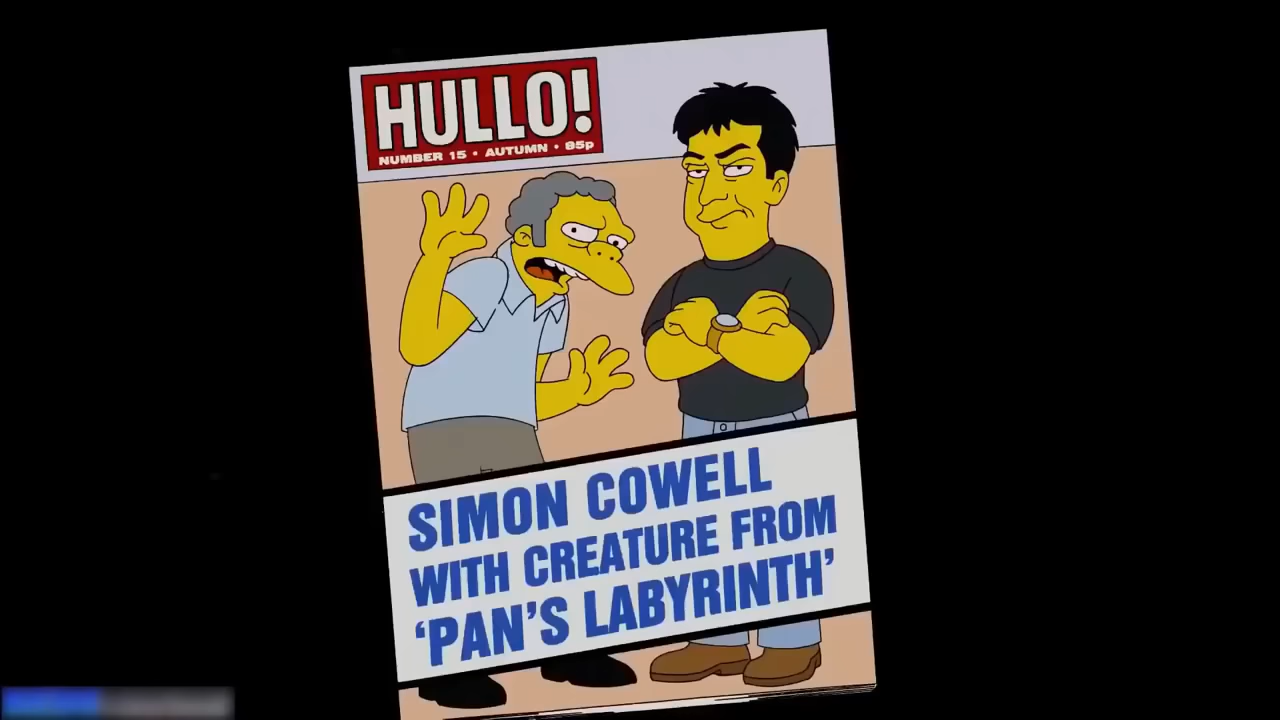 HULLO!
NUMBER 15 • AUTUMN • 85p
SIMON COWELL
WITH CREATURE FROM
‘PAN’S LABYRINTH’